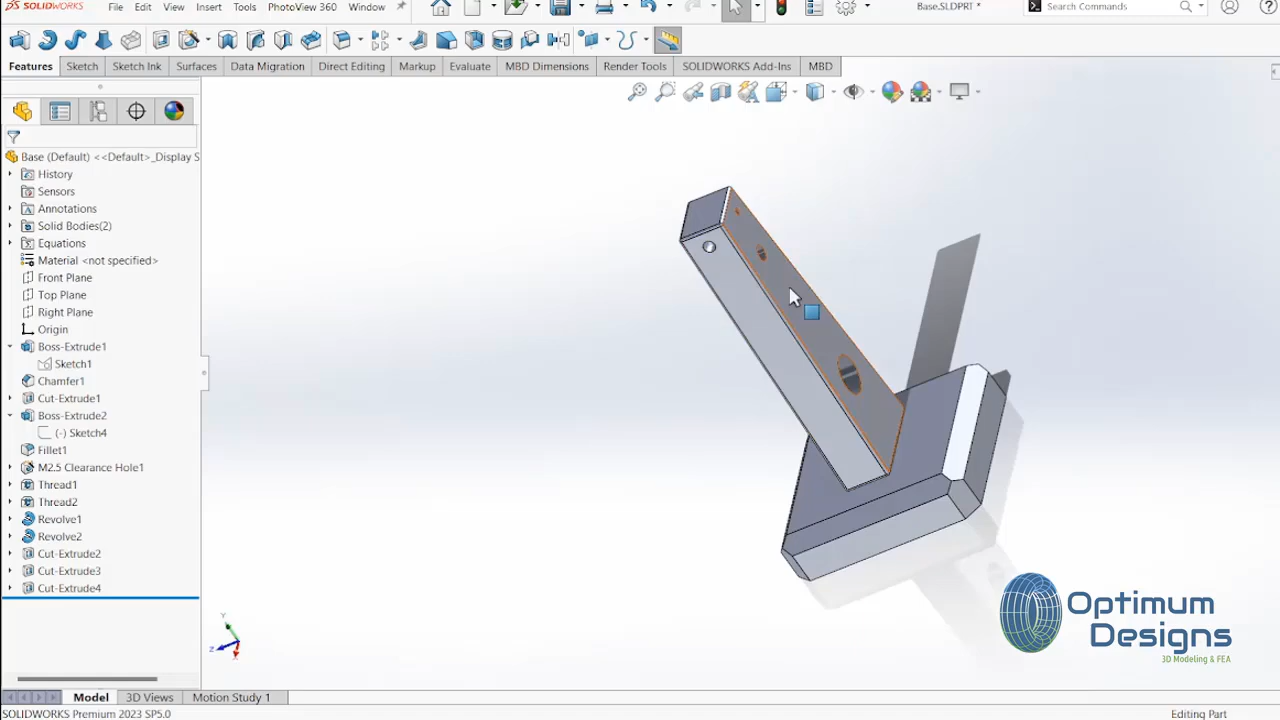 SOLIDWORKS
File Edit View Insert Tools PhotoView 360 Window
Base.SLDPRT *
Search Commands
Features Sketch Sketch Ink Surfaces Data Migration Direct Editing Markup Evaluate MBD Dimensions Render Tools SOLIDWORKS Add-Ins MBD
Base (Default) <<Default>_Display S
History
Sensors
Annotations
Solid Bodies(2)
Equations
Material <not specified>
Front Plane
Top Plane
Right Plane
Origin
Boss-Extrude1
Sketch1
Chamfer1
Cut-Extrude1
Boss-Extrude2
(-) Sketch4
Fillet1
M2.5 Clearance Hole1
Thread1
Thread2
Revolve1
Revolve2
Cut-Extrude2
Cut-Extrude3
Cut-Extrude4
Y
Z
X
Optimum
Designs
3D Modeling & FEA
Model 3D Views Motion Study 1
SOLIDWORKS Premium 2023 SP5.0
Editing Part